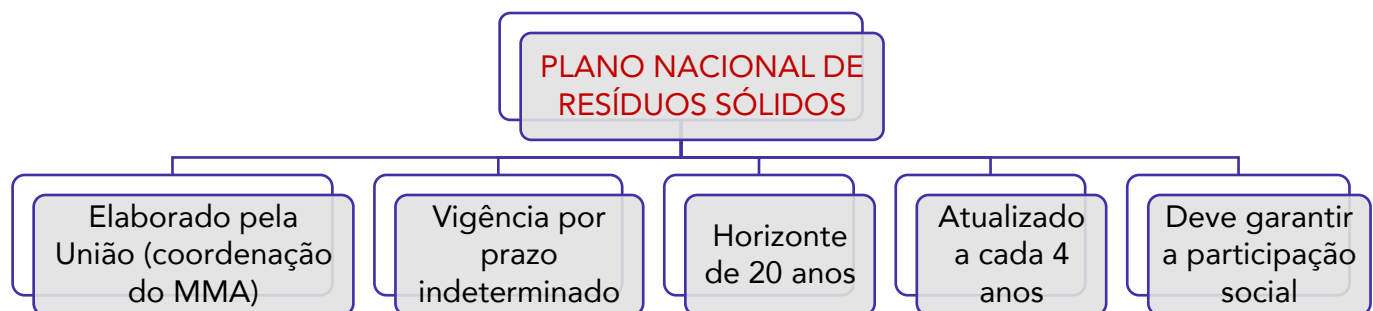 PLANO NACIONAL DE
RESÍDUOS SÓLIDOS
Elaborado pela
União (coordenação
do MMA)
Vigência por
prazo
indeterminado
Horizonte
de 20 anos
Atualizado
a cada 4
anos
Deve garantir
a participação
social